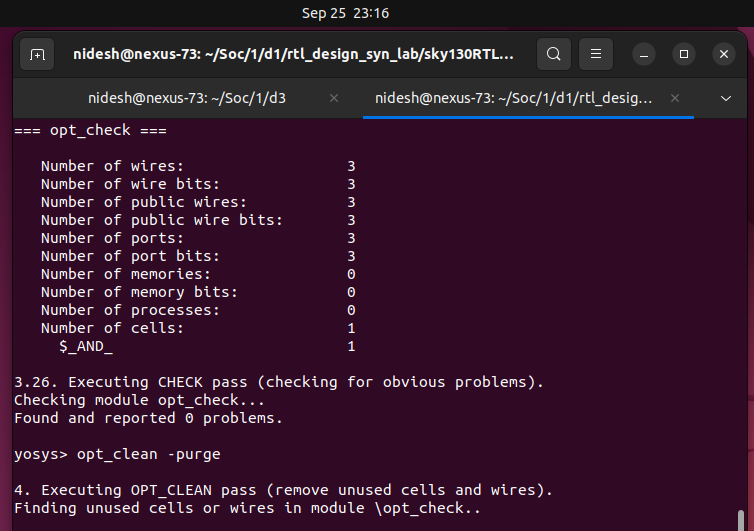 Sep 25 23:16
nidesh@nexus-73: ~/Soc/1/d1/rtl_design_syn_lab/sky130RTL...
nidesh@nexus-73: ~/Soc/1/d3
nidesh@nexus-73: ~/Soc/1/d1/rtl_desig...
=== opt_check ===
Number of wires: 3
Number of wire bits: 3
Number of public wires: 3
Number of public wire bits: 3
Number of ports: 3
Number of port bits: 3
Number of memories: 0
Number of memory bits: 0
Number of processes: 0
Number of cells: 1
$_AND_ 1
3.26. Executing CHECK pass (checking for obvious problems).
Checking module opt_check...
Found and reported 0 problems.
yosys> opt_clean -purge
4. Executing OPT_CLEAN pass (remove unused cells and wires).
Finding unused cells or wires in module \opt_check..